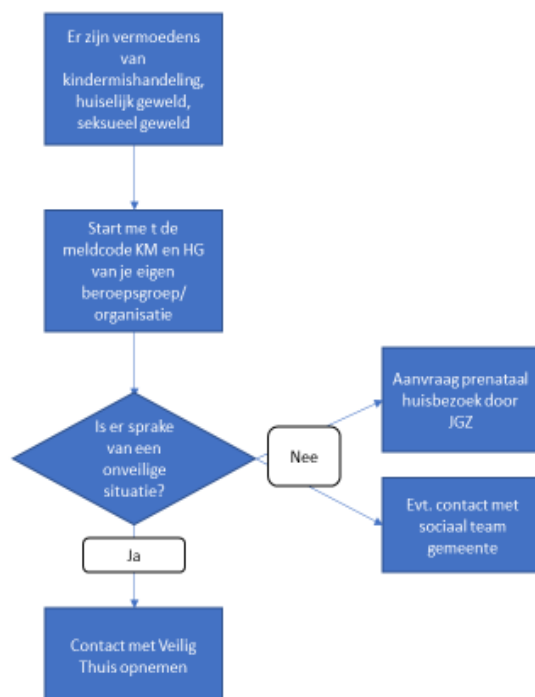 Er zijn vermoedens
van
kindermishandeling,
huiselijk geweld,
seksueel geweld
Start me t de
meldcode KM en HG
van je eigen
beroepsgroep/
organisatie
Is er sprake
van een
onveilige
situatie?
Nee
Aanvraag prenataal
huisbezoek door
JGZ
Evt. contact met
sociaal team
gemeente
Ja
Contact met Veilig
Thuis opnemen